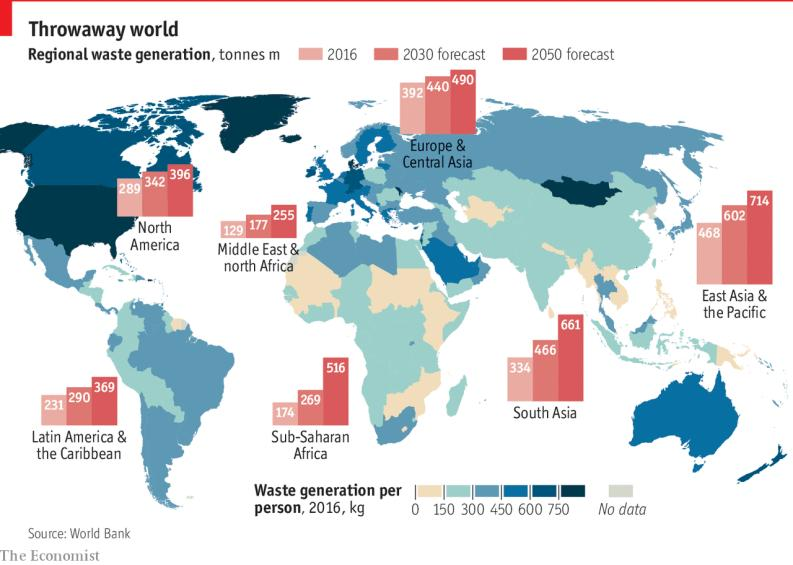 Throwaway world
Regional waste generation, tonnes m 2016 2030 forecast 2050 forecast
392 440 490
Europe &
Central Asia
289 342 396
North
America
129 177 255
Middle East &
north Africa
468 602 714
East Asia &
the Pacific
334 466 661
South Asia
231 290 369
Latin America &
the Caribbean
174 269 516
Sub-Saharan
Africa
Waste generation per
person, 2016, kg
0 150 300 450 600 750
No data
Source: World Bank
The Economist